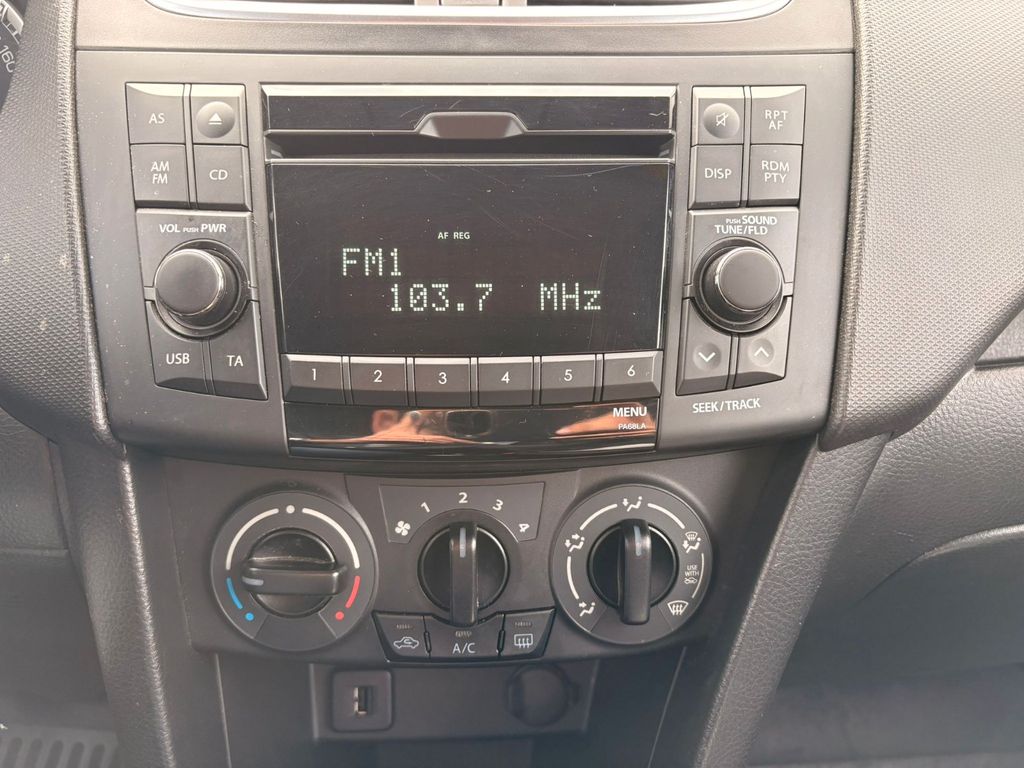 160
AS
AM
FM
CD
VOL PUSH PWR
USB
TA
AF REG
FM1
103.7 MHz
1 2 3 4 5 6
MENU
PA68LA
RPT
AF
DISP
RDM
PTY
PUSH SOUND
TUNE/FLD
SEEK/TRACK
1 2 3 4
A/C
USE
WITH